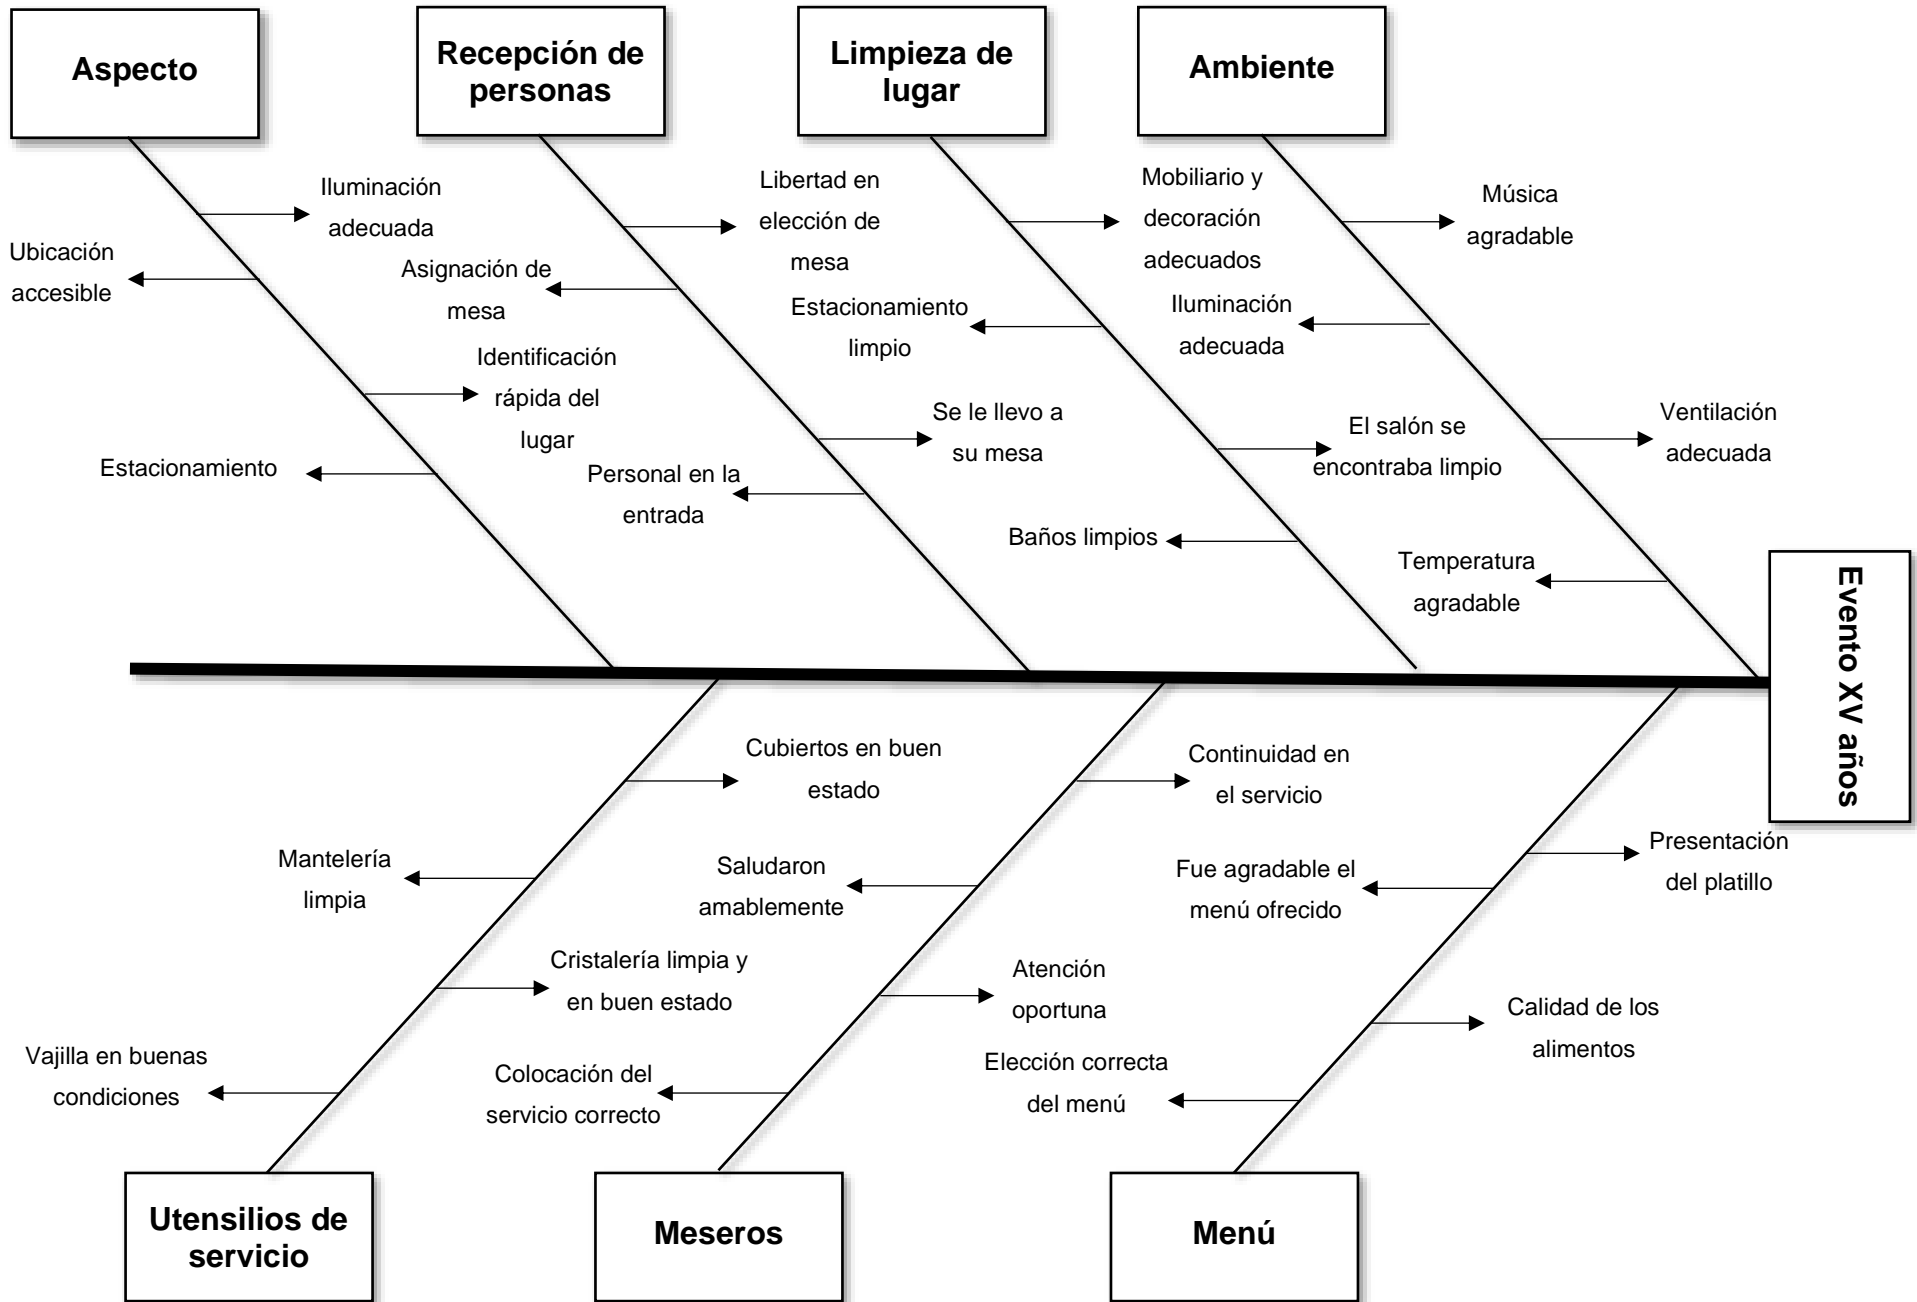 Aspecto
Recepción de
personas
Limpieza de
lugar
Ambiente
Iluminación
adecuada
Ubicación
accesible
Identificación
rápida del
lugar
Estacionamiento
Libertad en
elección de
mesa
Asignación de
mesa
Se le llevo a
su mesa
Personal en la
entrada
Mobiliario y
decoración
adecuados
Estacionamiento
limpio
El salón se
encontraba limpio
Baños limpios
Música
agradable
Iluminación
adecuada
Ventilación
adecuada
Temperatura
agradable
Evento XV años
Cubiertos en buen
estado
Mantelería
limpia
Cristalería limpia y
en buen estado
Vajilla en buenas
condiciones
Continuidad en
el servicio
Saludaron
amablemente
Atención
oportuna
Colocación del
servicio correcto
Presentación
del platillo
Fue agradable el
menú ofrecido
Calidad de los
alimentos
Elección correcta
del menú
Utensilios de
servicio
Meseros
Menú